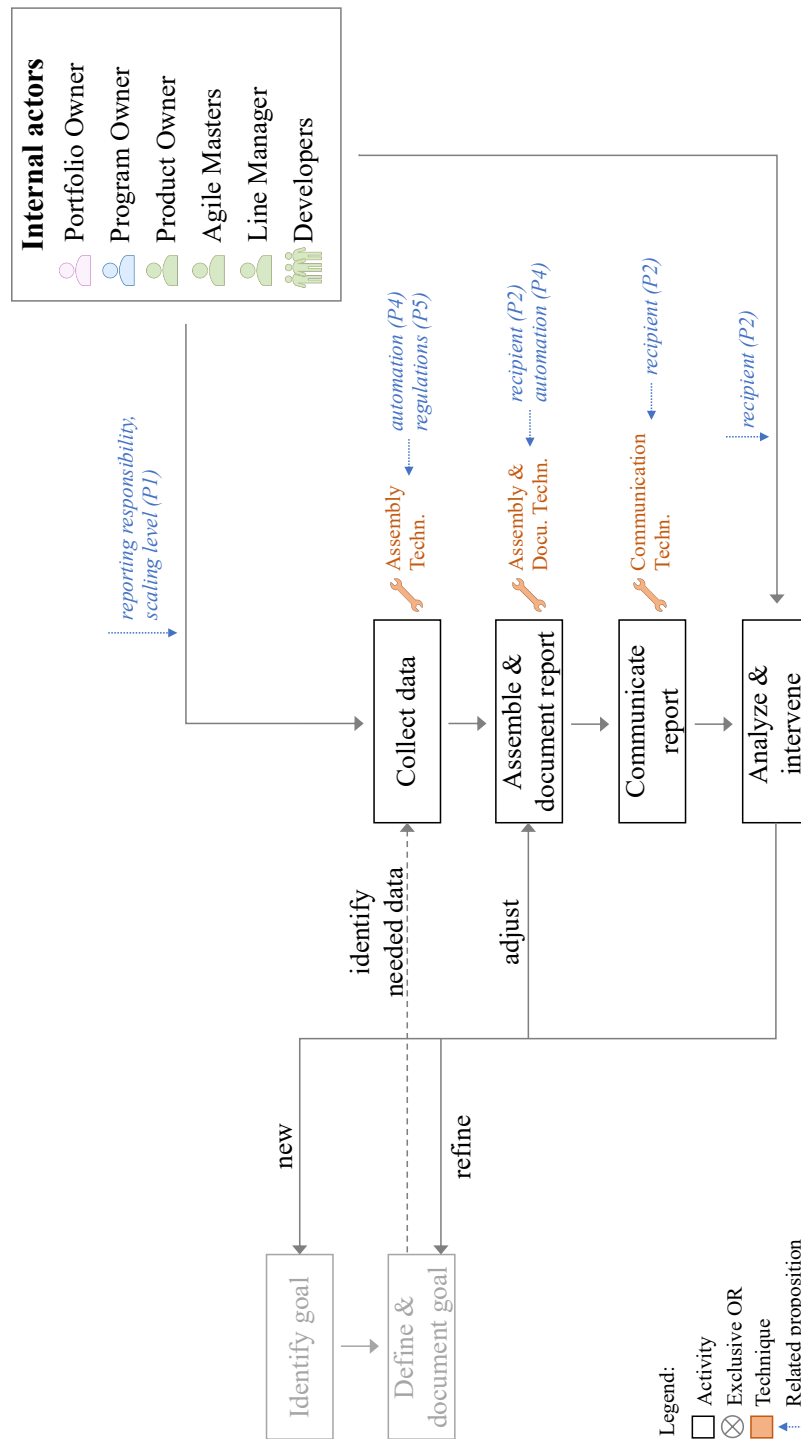 Internal actors
Portfolio Owner
Program Owner
Product Owner
Agile Masters
Line Manager
Developers
reporting responsibility,
scaling level (P1)
Identify goal
Define &
document goal
new
refine
identify
needed data
adjust
Collect data
Assembly
Techn.
automation (P4)
regulations (P5)
Assemble &
document report
Assembly &
Docu. Techn.
recipient (P2)
automation (P4)
Communicate
report
Communication
Techn.
recipient (P2)
Analyze &
intervene
recipient (P2)
Legend:
Activity
Exclusive OR
Technique
Related proposition